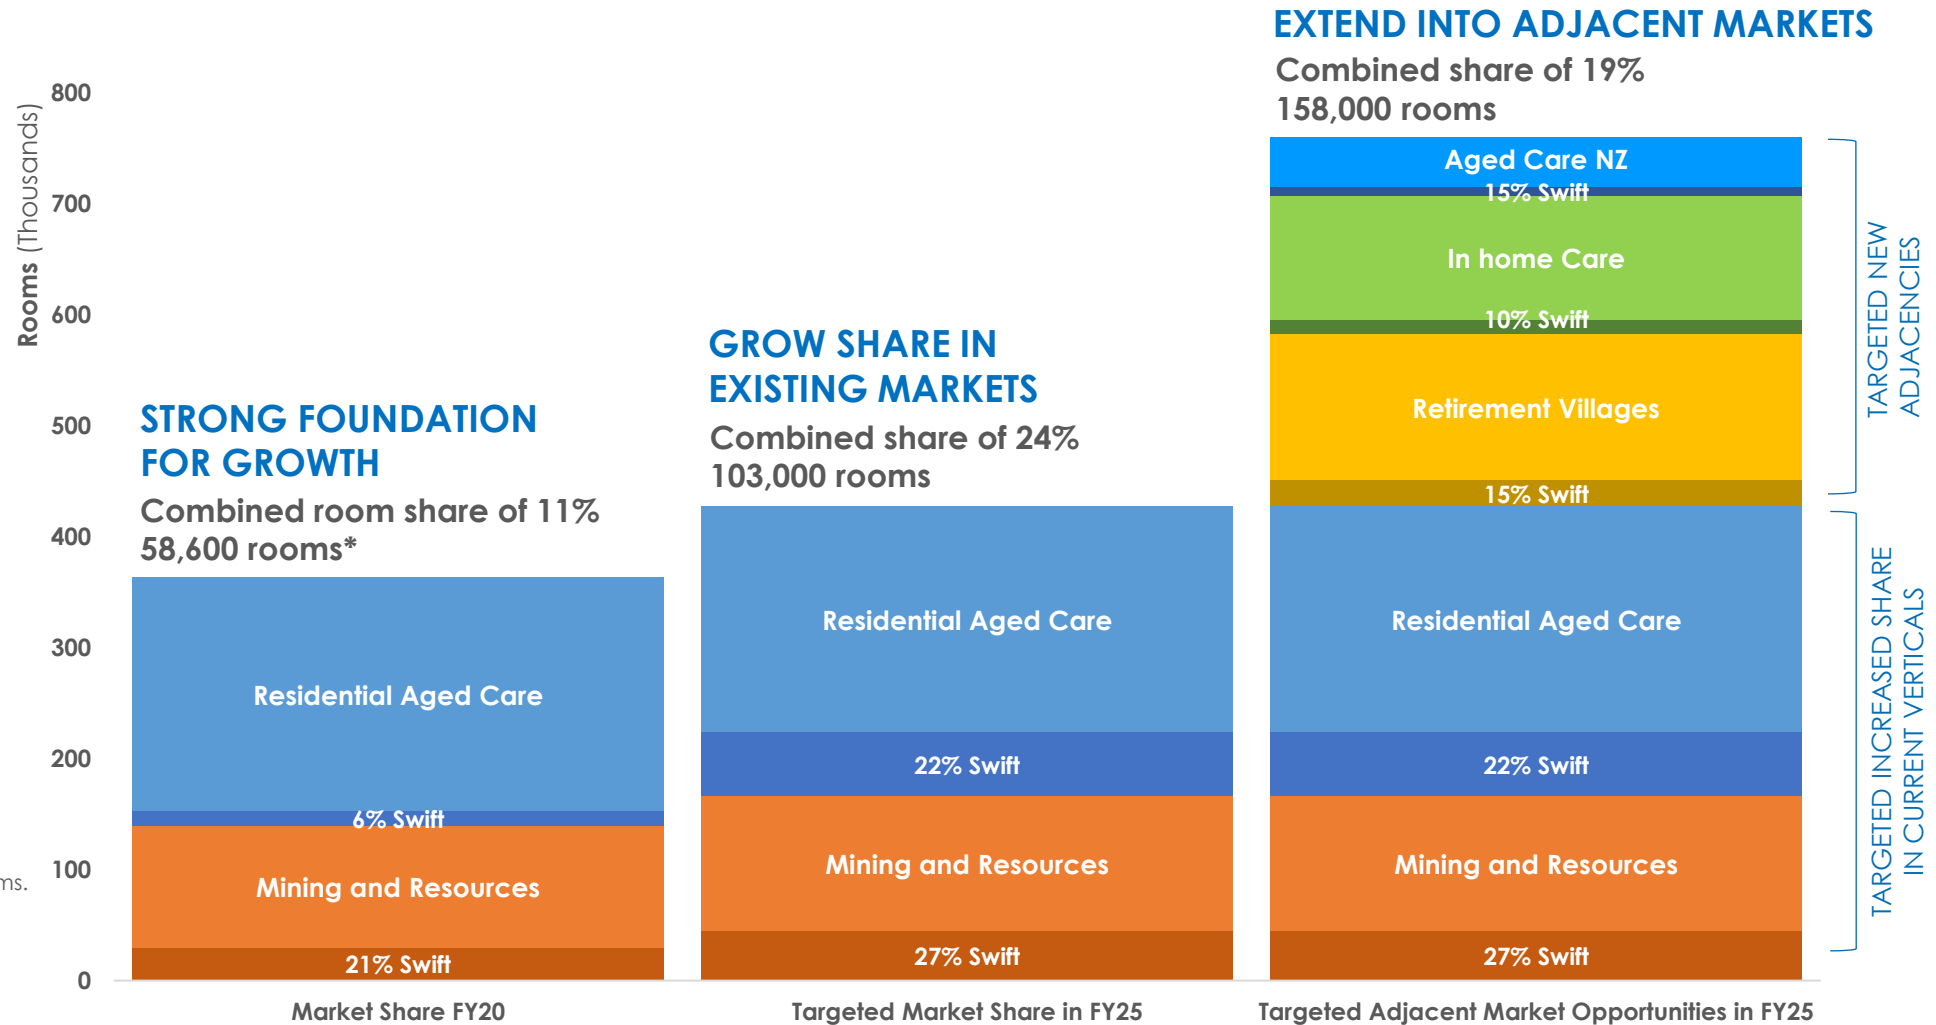 EXTEND INTO ADJACENT MARKETS
Combined share of 19%
158,000 rooms
GROW SHARE IN
EXISTING MARKETS
Combined share of 24%
103,000 rooms
STRONG FOUNDATION
FOR GROWTH
Combined room share of 11%
58,600 rooms*
Rooms (Thousands)
800
700
600
500
400
300
200
100
0
Residential Aged Care
6% Swift
Mining and Resources
21% Swift
Market Share FY20
Residential Aged Care
22% Swift
Mining and Resources
27% Swift
Targeted Market Share in FY25
Aged Care NZ
15% Swift
In home Care
10% Swift
Retirement Villages
15% Swift
Residential Aged Care
22% Swift
Mining and Resources
27% Swift
Targeted Adjacent Market Opportunities in FY25
TARGETED NEW
ADJACENCIES
TARGETED INCREASED SHARE
IN CURRENT VERTICALS
ms.